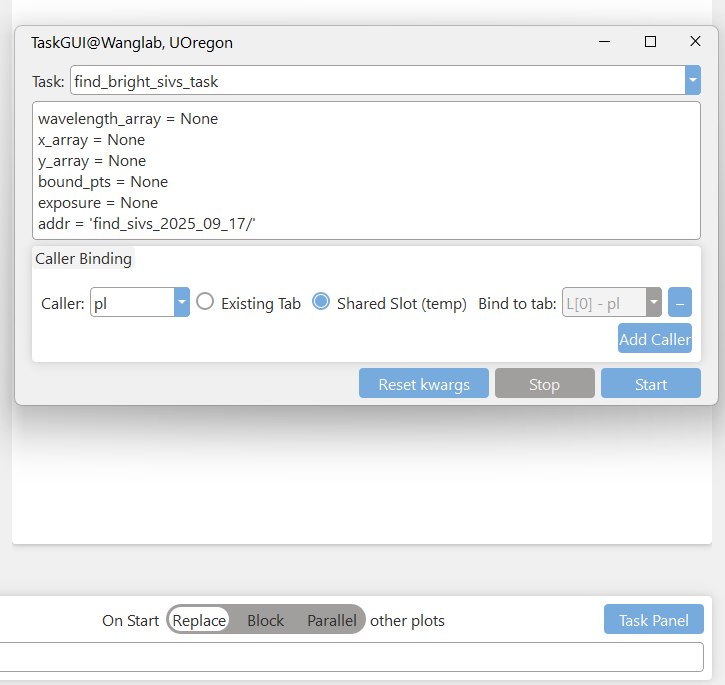 TaskGUI@Wanglab, UOregon
Task: find_bright_sivs_task
wavelength_array = None
x_array = None
y_array = None
bound_pts = None
exposure = None
addr = 'find_sivs_2025_09_17/'
Caller Binding
Caller: pl Existing Tab Shared Slot (temp) Bind to tab: L[0] - pl –
Add Caller
Reset kwargs Stop Start
On Start Replace Block Parallel other plots Task Panel